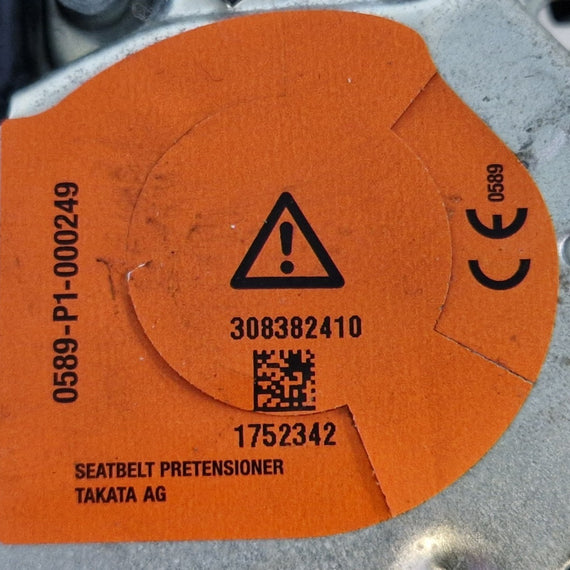 0589-P1-000249
CE 0589
308382410
1752342
SEATBELT PRETENSIONER
TAKATA AG